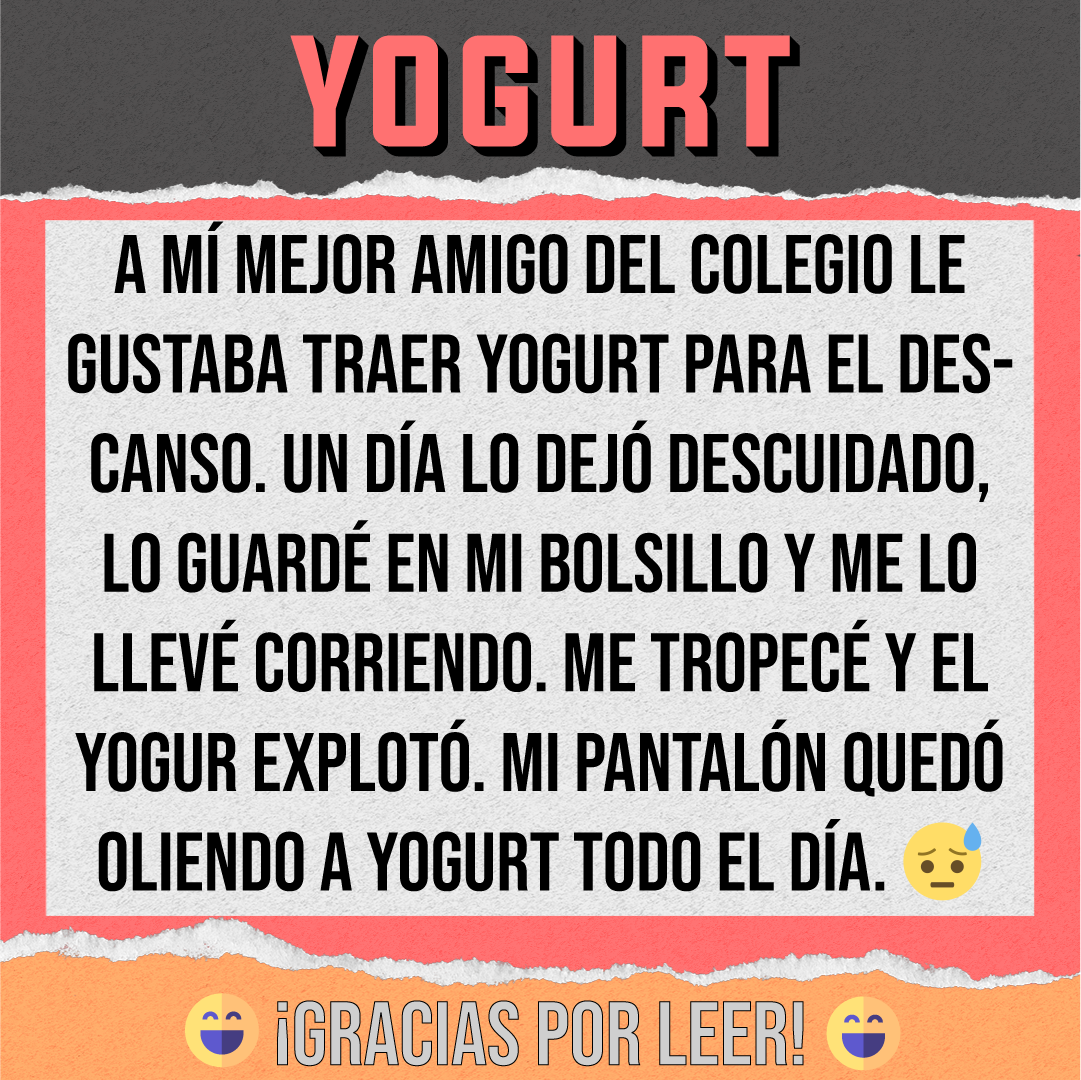 YOGURT
A MÍ MEJOR AMIGO DEL COLEGIO LE
GUSTABA TRAER YOGURT PARA EL DES-
CANSO. UN DÍA LO DEJÓ DESCUIDADO,
LO GUARDÉ EN MI BOLSILLO Y ME LO
LLEVÉ CORRIENDO. ME TROPECÉ Y EL
YOGUR EXPLOTÓ. MI PANTALÓN QUEDÓ
OLIENDO A YOGURT TODO EL DÍA.
¡GRACIAS POR LEER!